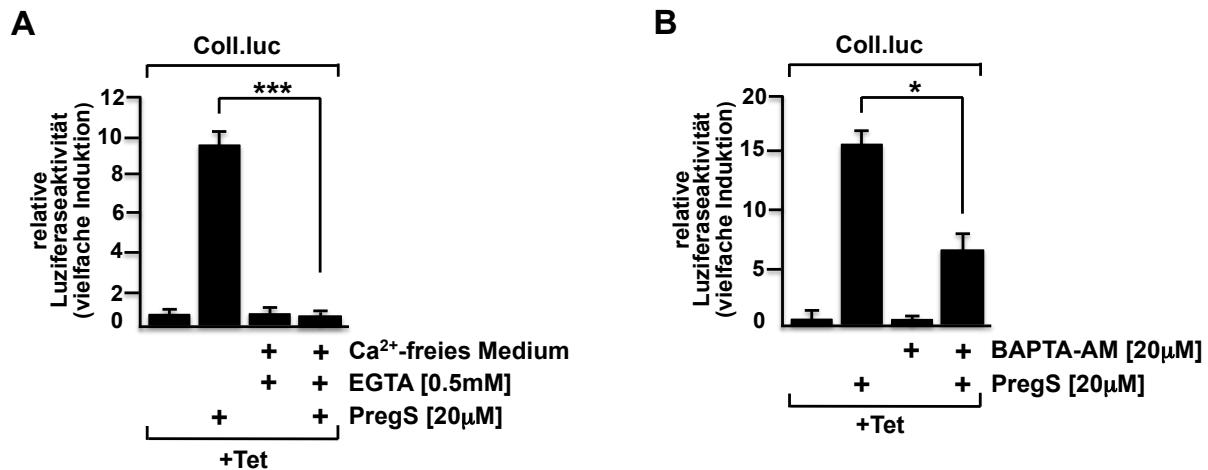 A
Coll.luc
***
relative
Luziferaseaktivität
(vielfache Induktion)
12
10
8
6
4
2
0
+ + Ca²⁺-freies Medium
+ + EGTA [0.5mM]
+ + PregS [20µM]
+Tet
B
Coll.luc
*
relative
Luziferaseaktivität
(vielfache Induktion)
20
15
10
5
0
+ + BAPTA-AM [20µM]
+ + PregS [20µM]
+Tet